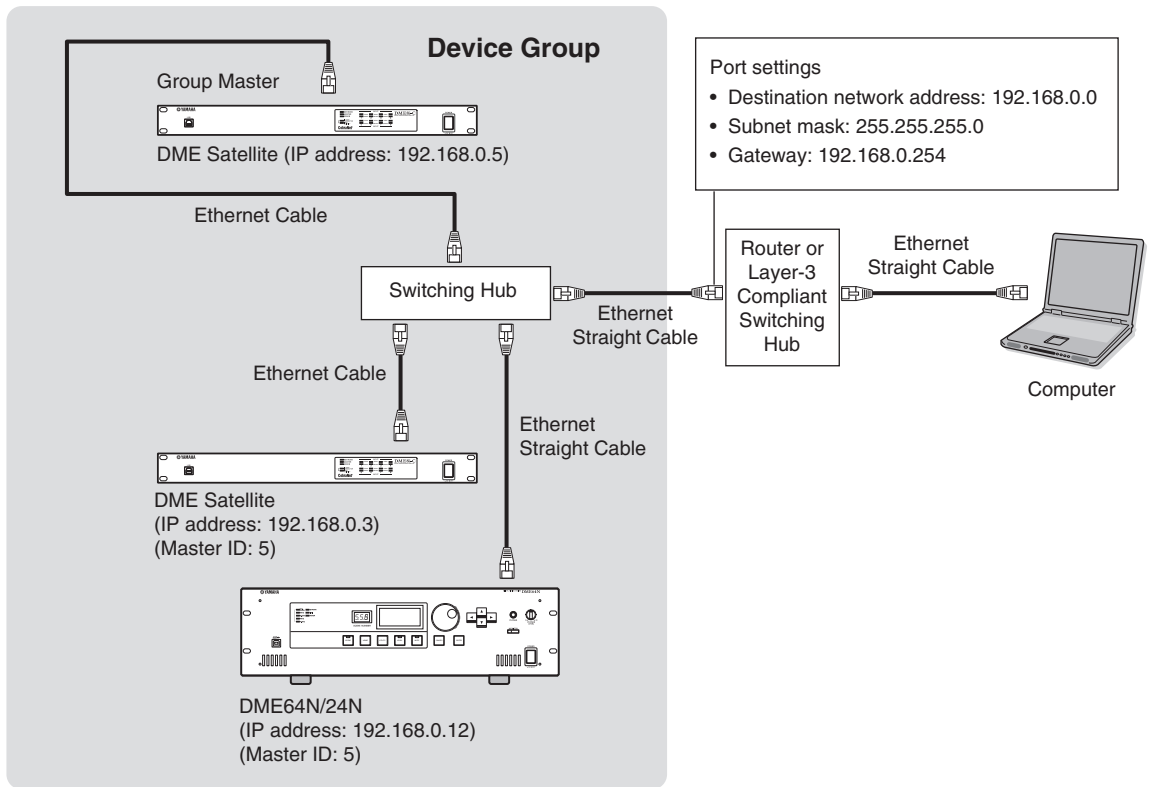 Device Group
Group Master
YAMAHA
DME Satellite (IP address: 192.168.0.5)
Ethernet Cable
Port settings
• Destination network address: 192.168.0.0
• Subnet mask: 255.255.255.0
• Gateway: 192.168.0.254
Switching Hub
Ethernet
Straight Cable
Router or
Layer-3
Compliant
Switching
Hub
Ethernet
Straight Cable
Computer
Ethernet Cable
Ethernet
Straight Cable
YAMAHA
DME Satellite
(IP address: 192.168.0.3)
(Master ID: 5)
YAMAHA
DME64N
DME64N/24N
(IP address: 192.168.0.12)
(Master ID: 5)